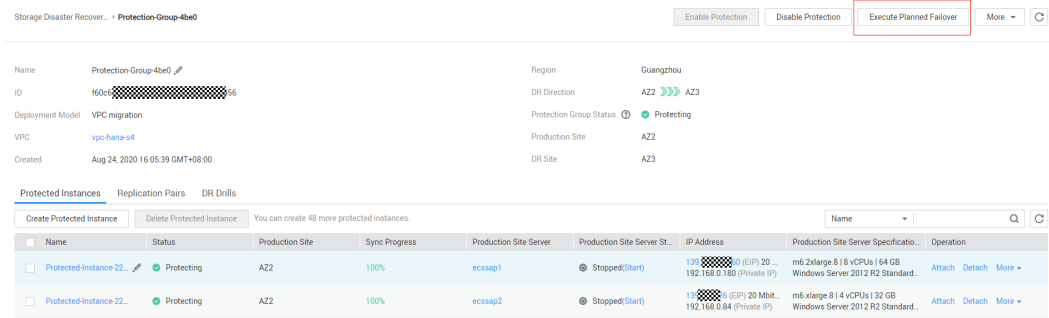 Storage Disaster Recover... > Protection-Group-4be0
Enable Protection Disable Protection Execute Planned Failover More
Name Protection-Group-4be0 Region Guangzhou
ID f60c6 56 DR Direction AZ2 AZ3
Deployment Model VPC migration Protection Group Status Protecting
VPC vpc-hana-s4 Production Site AZ2
Created Aug 24, 2020 16:05:39 GMT+08:00 DR Site AZ3
Protected Instances Replication Pairs DR Drills
Create Protected Instance Delete Protected Instance You can create 48 more protected instances. Name
Name Status Production Site Sync Progress Production Site Server Production Site Server St... IP Address Production Site Server Specificatio... Operation
Protected-Instance-22... Protecting AZ2 100% ecssap1 Stopped(Start) 139. 60 (EIP) 20 ... m6.2xlarge.8 | 8 vCPUs | 64 GB Attach Detach More
192.168.0.180 (Private IP) Windows Server 2012 R2 Standard...
Protected-Instance-22... Protecting AZ2 100% ecssap2 Stopped(Start) 139 6 (EIP) 20 Mbit... m6.xlarge.8 | 4 vCPUs | 32 GB Attach Detach More
192.168.0.84 (Private IP) Windows Server 2012 R2 Standard...